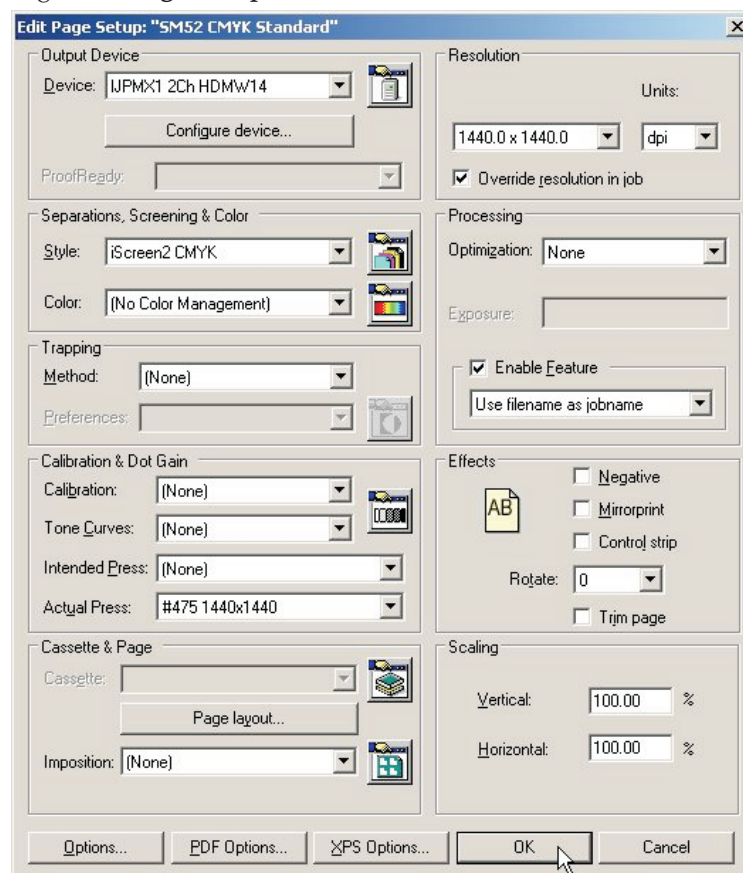 Edit Page Setup: "SM52 CMYK Standard"
Output Device
Device: IJPMX1 2Ch HDMW14
Configure device...
ProofReady:
Separations, Screening & Color
Style: iScreen2 CMYK
Color: (No Color Management)
Trapping
Method: (None)
Preferences:
Calibration & Dot Gain
Calibration: (None)
Tone Curves: (None)
Intended Press: (None)
Actual Press: #475 1440x1440
Cassette & Page
Cassette:
Page layout...
Imposition: (None)
Resolution
Units:
1440.0 x 1440.0 dpi
Override resolution in job
Processing
Optimization: None
Exposure:
Enable Feature
Use filename as jobname
Effects
AB
Negative
Mirrorprint
Control strip
Rotate: 0
Trim page
Scaling
Vertical: 100.00 %
Horizontal: 100.00 %
Options... PDF Options... XPS Options... OK Cancel